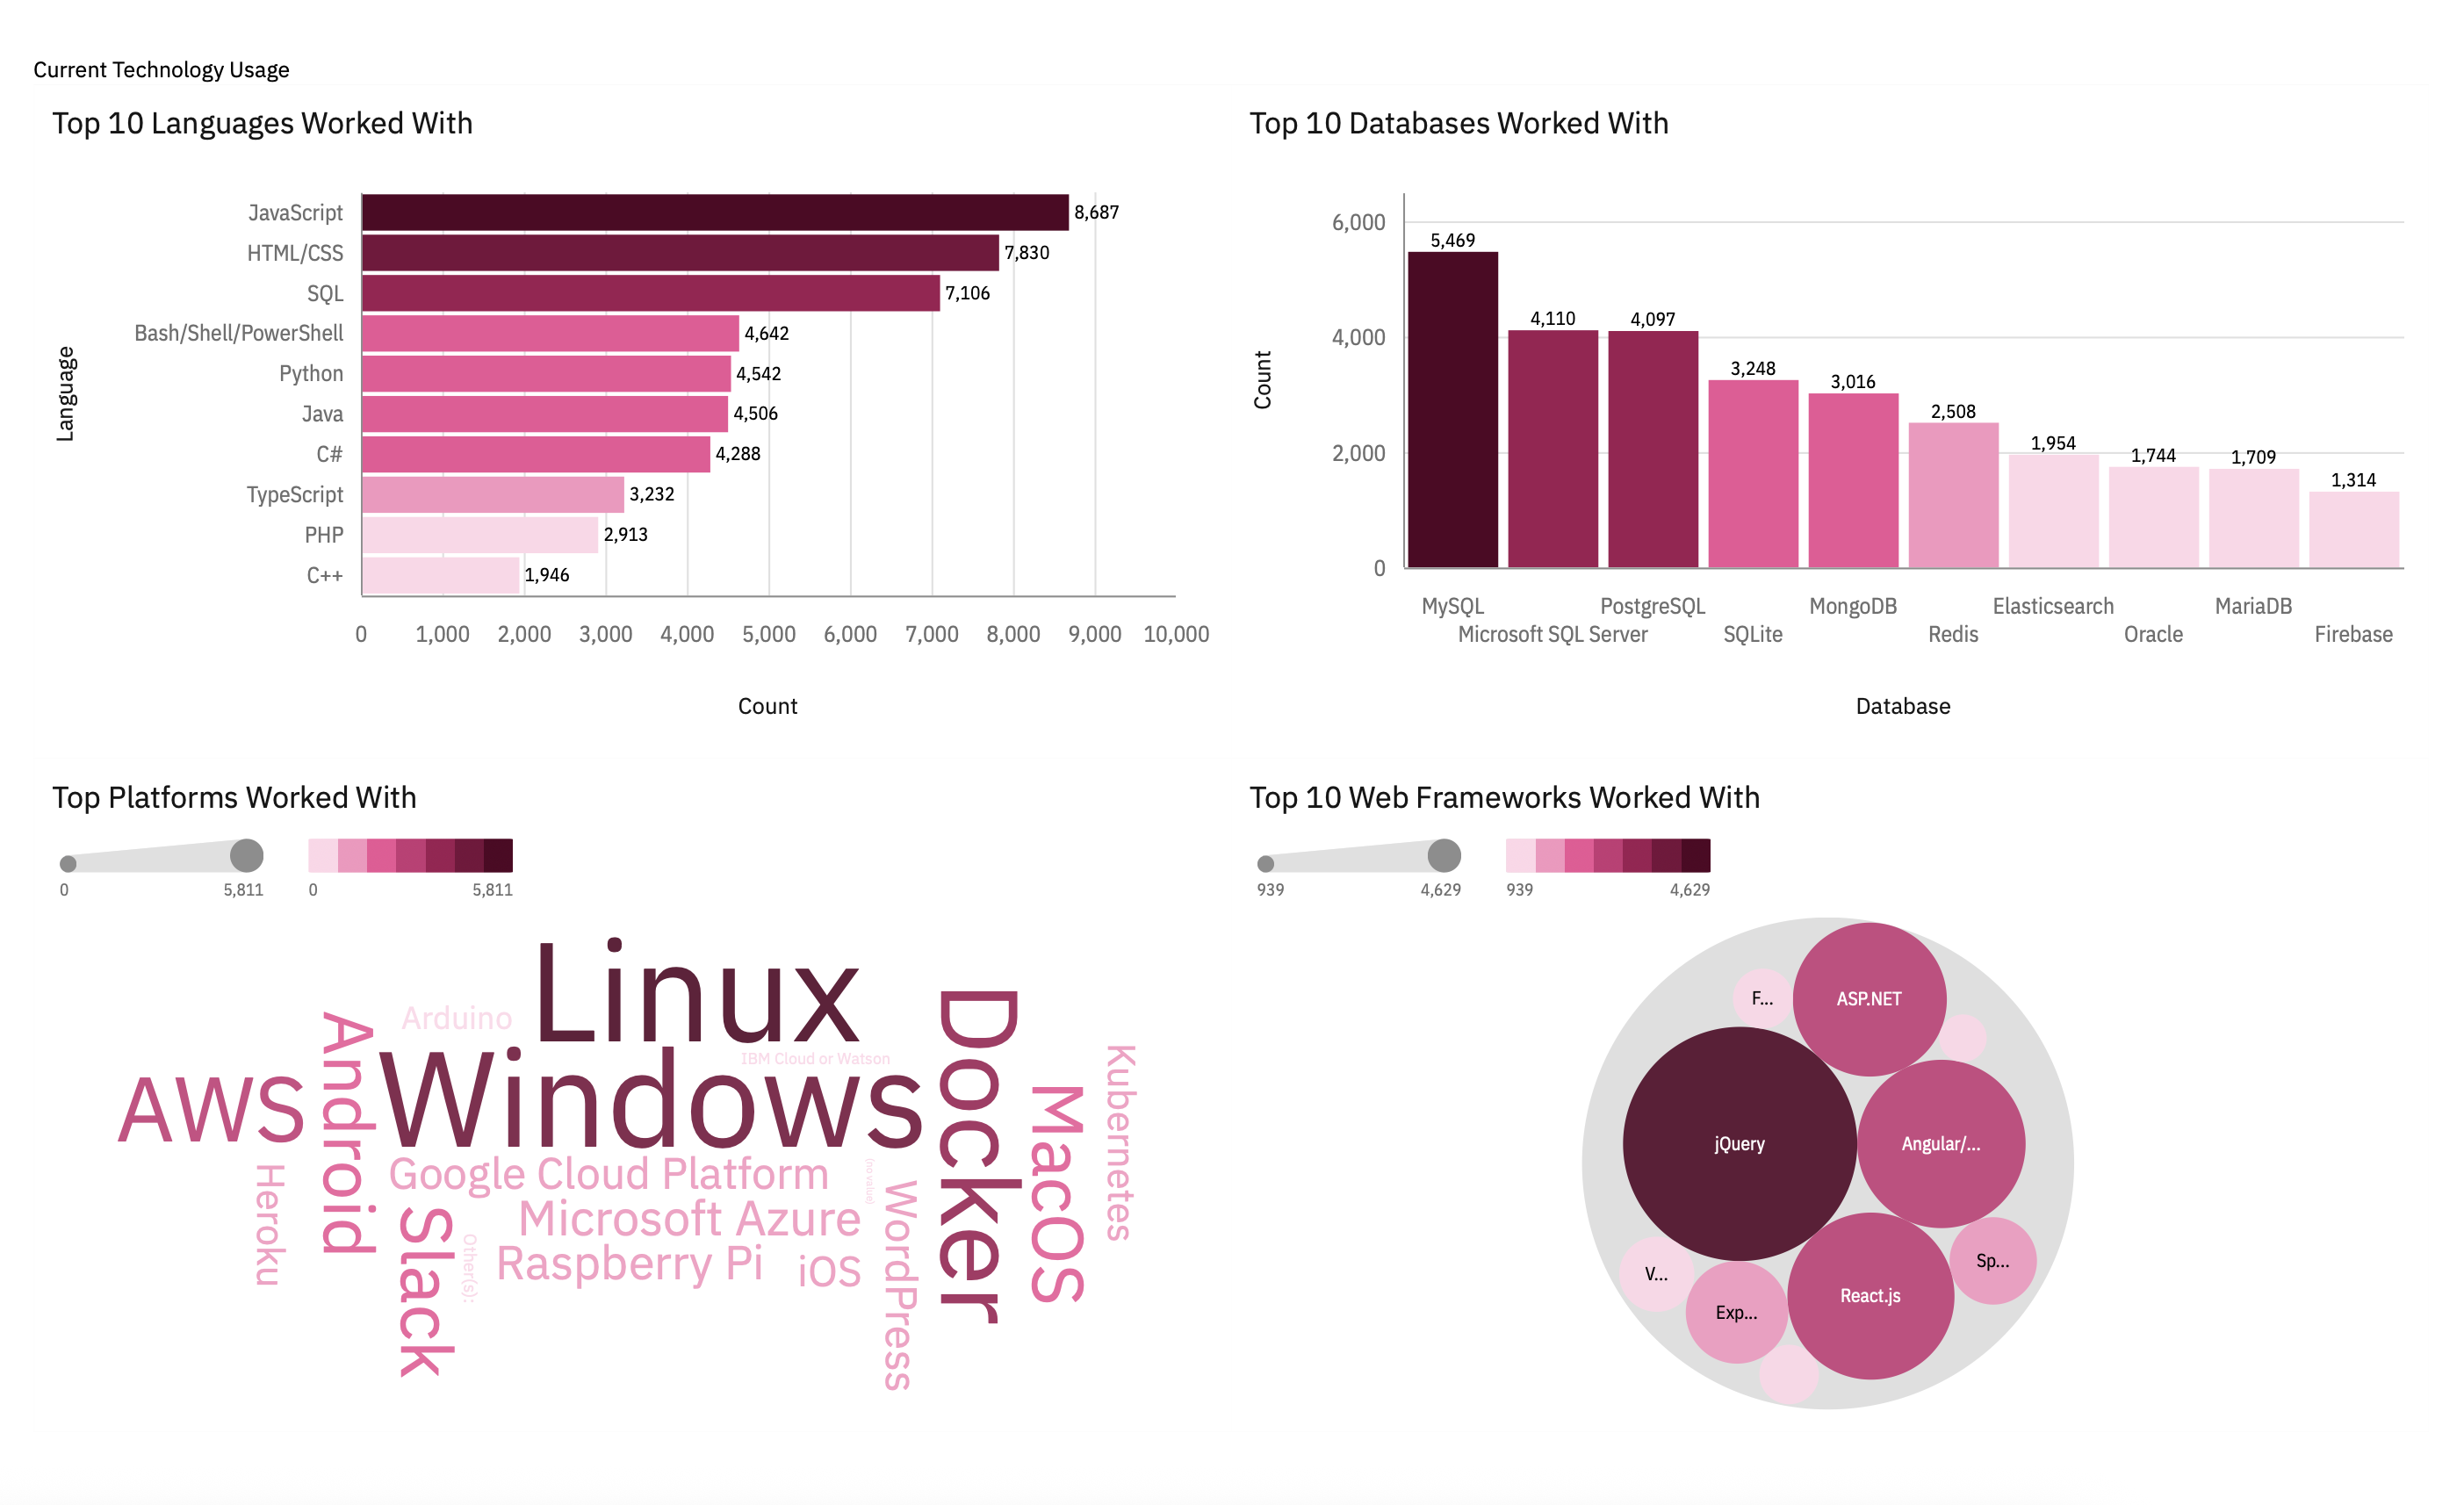 Current Technology Usage
Top 10 Languages Worked With
Language
JavaScript 8,687
HTML/CSS 7,830
SQL 7,106
Bash/Shell/PowerShell 4,642
Python 4,542
Java 4,506
C# 4,288
TypeScript 3,232
PHP 2,913
C++ 1,946
0 1,000 2,000 3,000 4,000 5,000 6,000 7,000 8,000 9,000 10,000
Count
Top 10 Databases Worked With
Count
6,000
4,000
2,000
0
5,469
4,110
4,097
3,248
3,016
2,508
1,954
1,744
1,709
1,314
MySQL PostgreSQL MongoDB Elasticsearch MariaDB
Microsoft SQL Server SQLite Redis Oracle Firebase
Database
Top Platforms Worked With
0 5,811 0 5,811
Linux
Arduino
Windows
IBM Cloud or Watson
AWS
Android
Docker
MacOS
Kubernetes
Heroku
Google Cloud Platform
(no value)
Slack
Other(s):
Microsoft Azure
Raspberry Pi
iOS
WordPress
Top 10 Web Frameworks Worked With
939 4,629 939 4,629
F...
ASP.NET
jQuery
Angular/...
Sp...
V...
Exp...
React.js